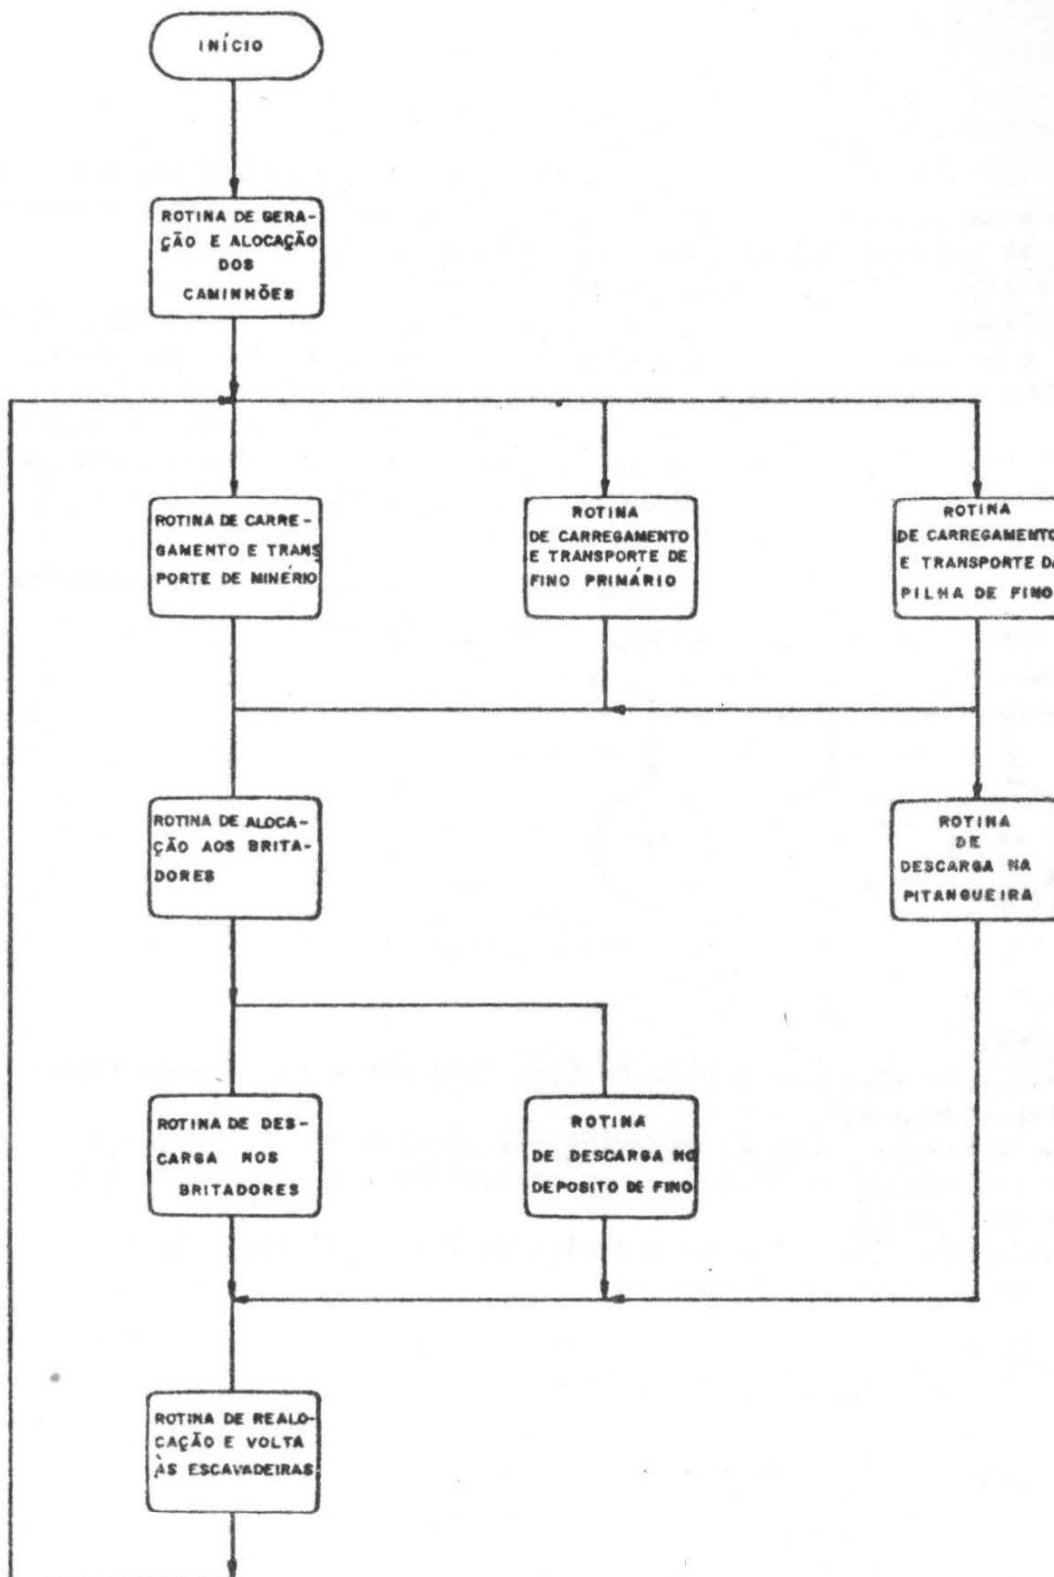 INÍCIO
ROTINA DE GERA-
ÇÃO E ALOCAÇÃO
DOS
CAMINHÕES
ROTINA DE CARRE-
GAMENTO E TRANS
PORTE DE MINÉRIO
ROTINA
DE CARREGAMENTO
E TRANSPORTE DE
FINO PRIMÁRIO
ROTINA
DE CARREGAMENTO
E TRANSPORTE DA
PILHA DE FINO
ROTINA DE ALOCA-
ÇÃO AOS BRITA-
DORES
ROTINA
DE
DESCARGA NA
PITANGUEIRA
ROTINA DE DES-
CARGA NOS
BRITADORES
ROTINA
DE DESCARGA NO
DEPOSITO DE FINO
ROTINA DE REALO-
CAÇÃO E VOLTA
ÀS ESCAVADEIRAS